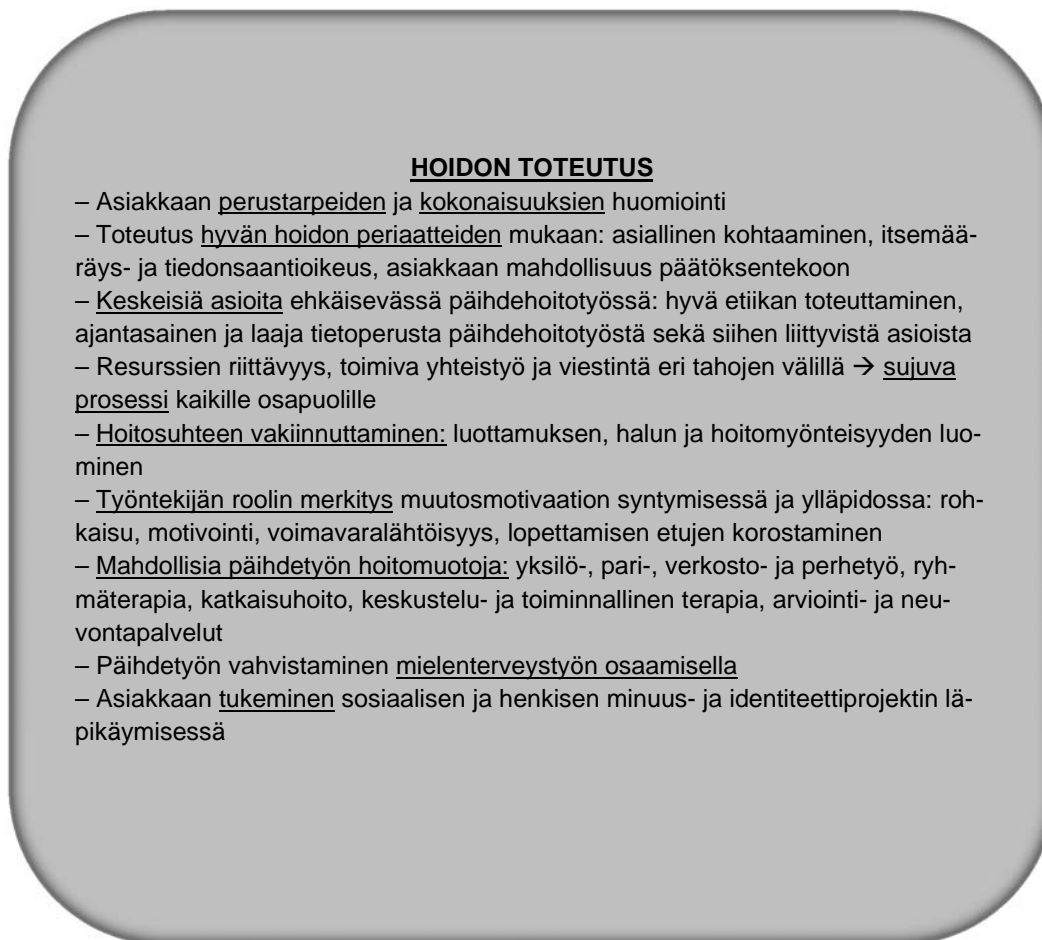 HOIDON TOTEUTUS
– Asiakkaan perustarpeiden ja kokonaisuuksien huomiointi
– Toteutus hyvän hoidon periaatteiden mukaan: asiallinen kohtaaminen, itsemää-
räys- ja tiedonsaantioikeus, asiakkaan mahdollisuus päätöksentekoon
– Keskeisiä asioita ehkäisevässä päihdehoitotyössä: hyvä etiikan toteuttaminen,
ajantasainen ja laaja tietoperusta päihdehoitotyöstä sekä siihen liittyvistä asioista
– Resurssien riittävyys, toimiva yhteistyö ja viestintä eri tahojen välillä → sujuva
prosessi kaikille osapuolille
– Hoitosuhteen vakiinnuttaminen: luottamuksen, halun ja hoitomyönteisyyden luo-
minen
– Työntekijän roolin merkitys muutosmotivaation syntymisessä ja ylläpidossa: roh-
kaisu, motivointi, voimavaralähtöisyys, lopettamisen etujen korostaminen
– Mahdollisia päihdetyön hoitomuotoja: yksilö-, pari-, verkosto- ja perhetyö, ryh-
mäterapia, katkaisuhoito, keskustelu- ja toiminnallinen terapia, arviointi- ja neu-
vontapalvelut
– Päihdetyön vahvistaminen mielenterveystyön osaamisella
– Asiakkaan tukeminen sosiaalisen ja henkisen minuus- ja identiteettiprojektin lä-
pikäymisessä